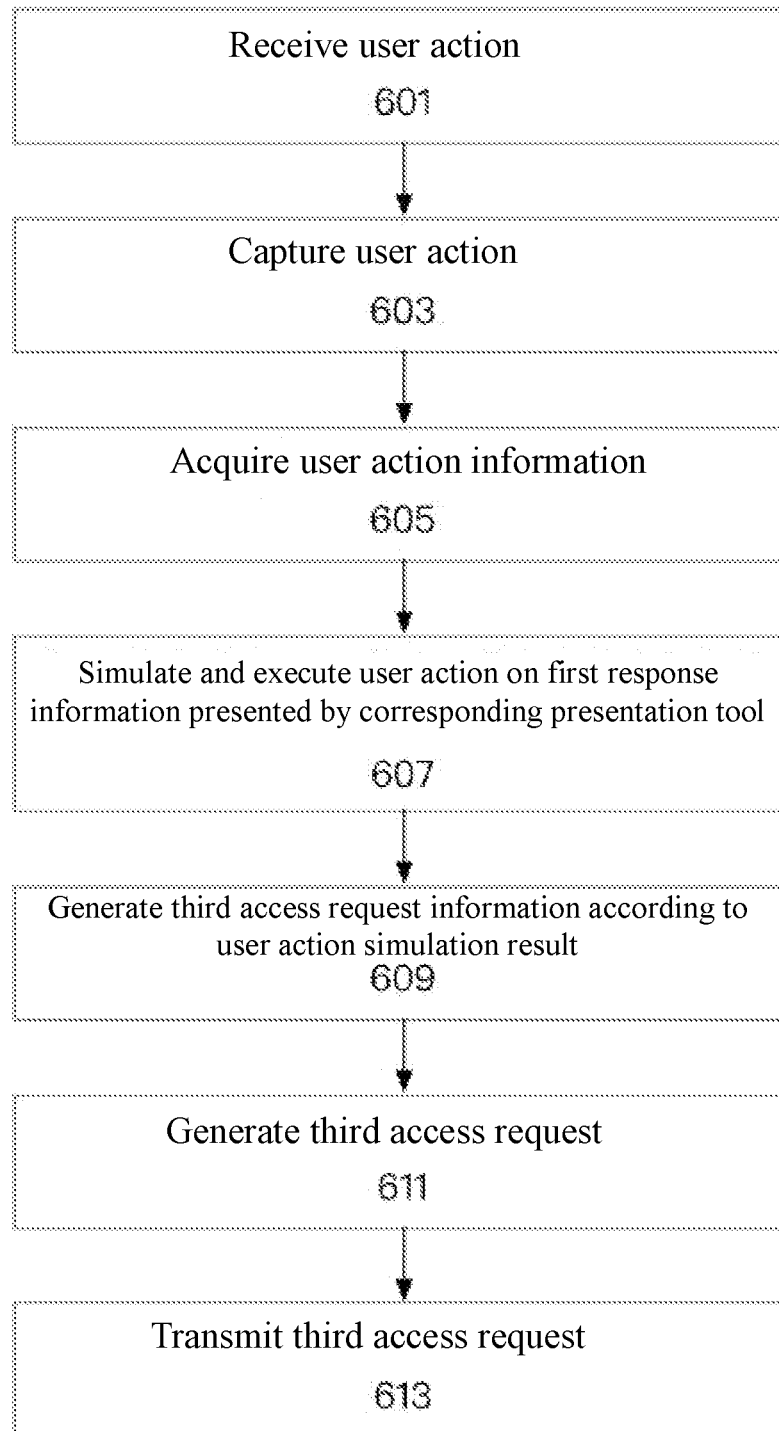 Receive user action
601
Capture user action
603
Acquire user action information
605
Simulate and execute user action on first response
information presented by corresponding presentation tool
607
Generate third access request information according to
user action simulation result
609
Generate third access request
611
Transmit third access request
613